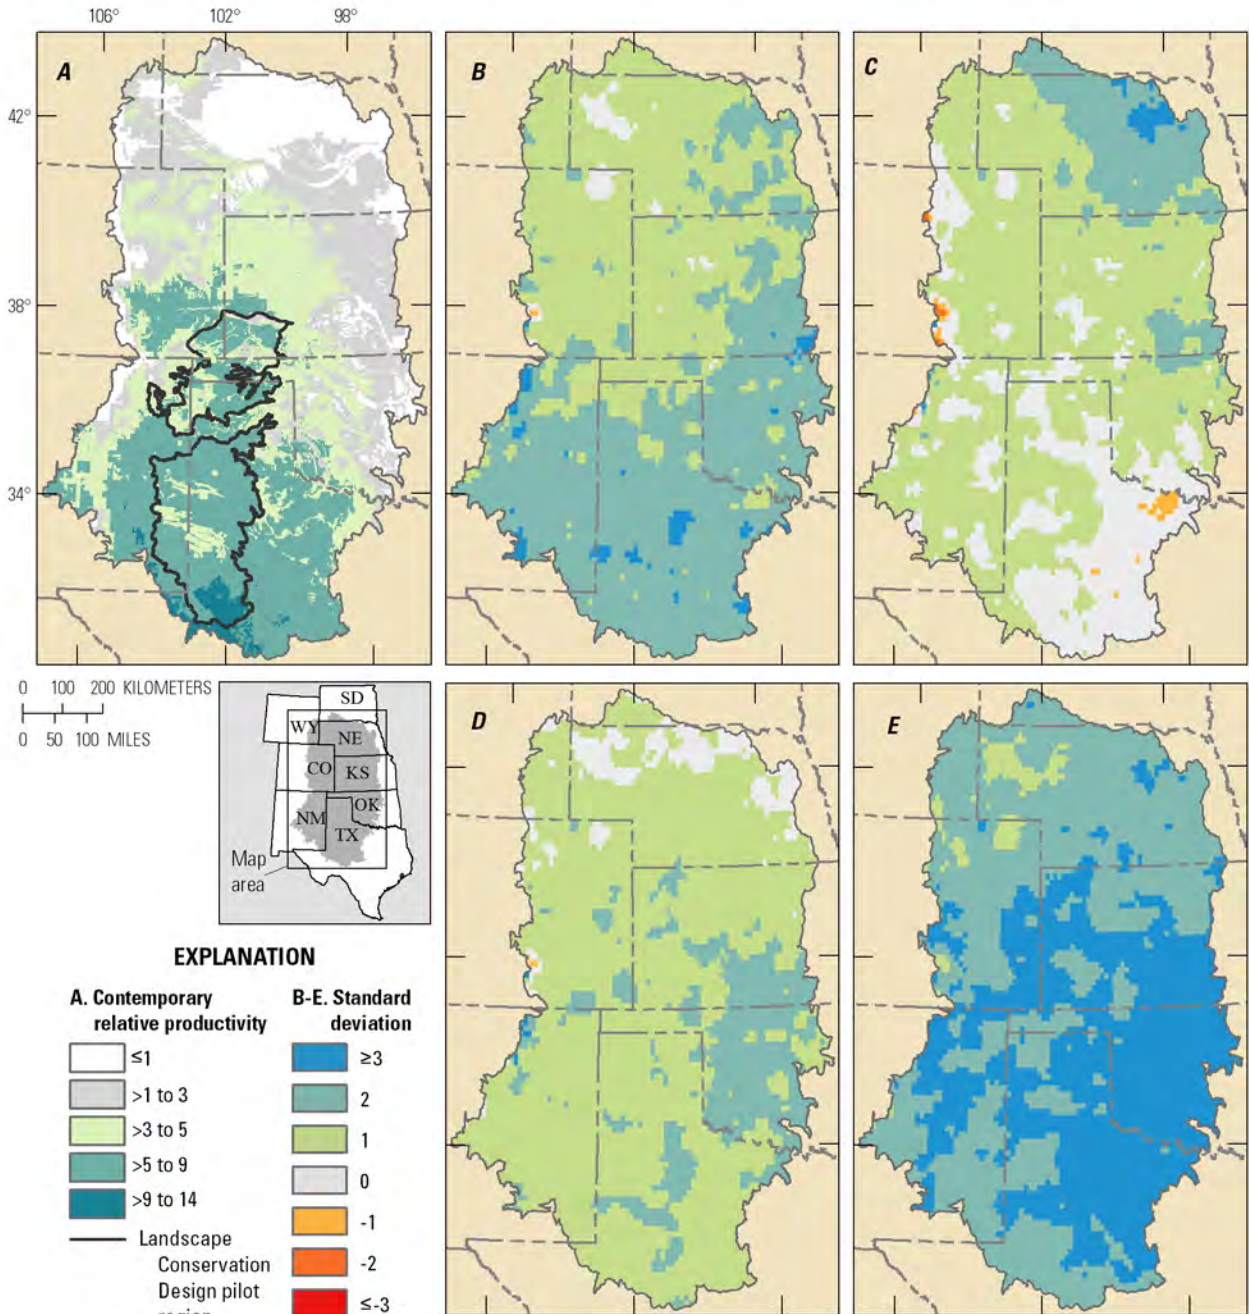 106° 102° 98°
A
B
C
42°
38°
34°
0 100 200 KILOMETERS
0 50 100 MILES
SD
WY
NE
CO
KS
NM
OK
TX
Map
area
D
E
EXPLANATION
A. Contemporary
relative productivity
≤1
>1 to 3
>3 to 5
>5 to 9
>9 to 14
Landscape
Conservation
Design pilot
region
B-E. Standard
deviation
≥3
2
1
0
-1
-2
≤-3